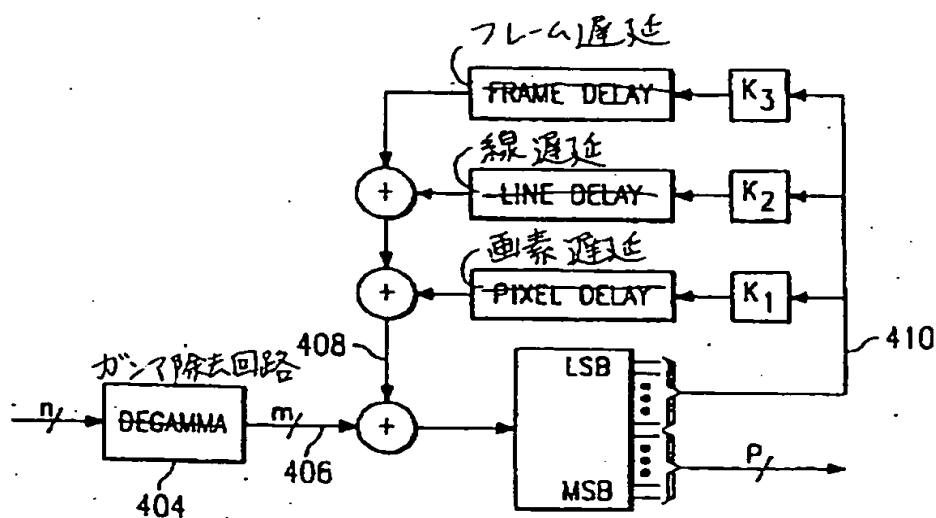 フレーム遅延
FRAME DELAY
K3
線遅延
LINE DELAY
K2
画素遅延
PIXEL DELAY
K1
408
410
ガンマ除去回路
LSB
n
DEGAMMA
m
406
P
MSB
404
+
+
+